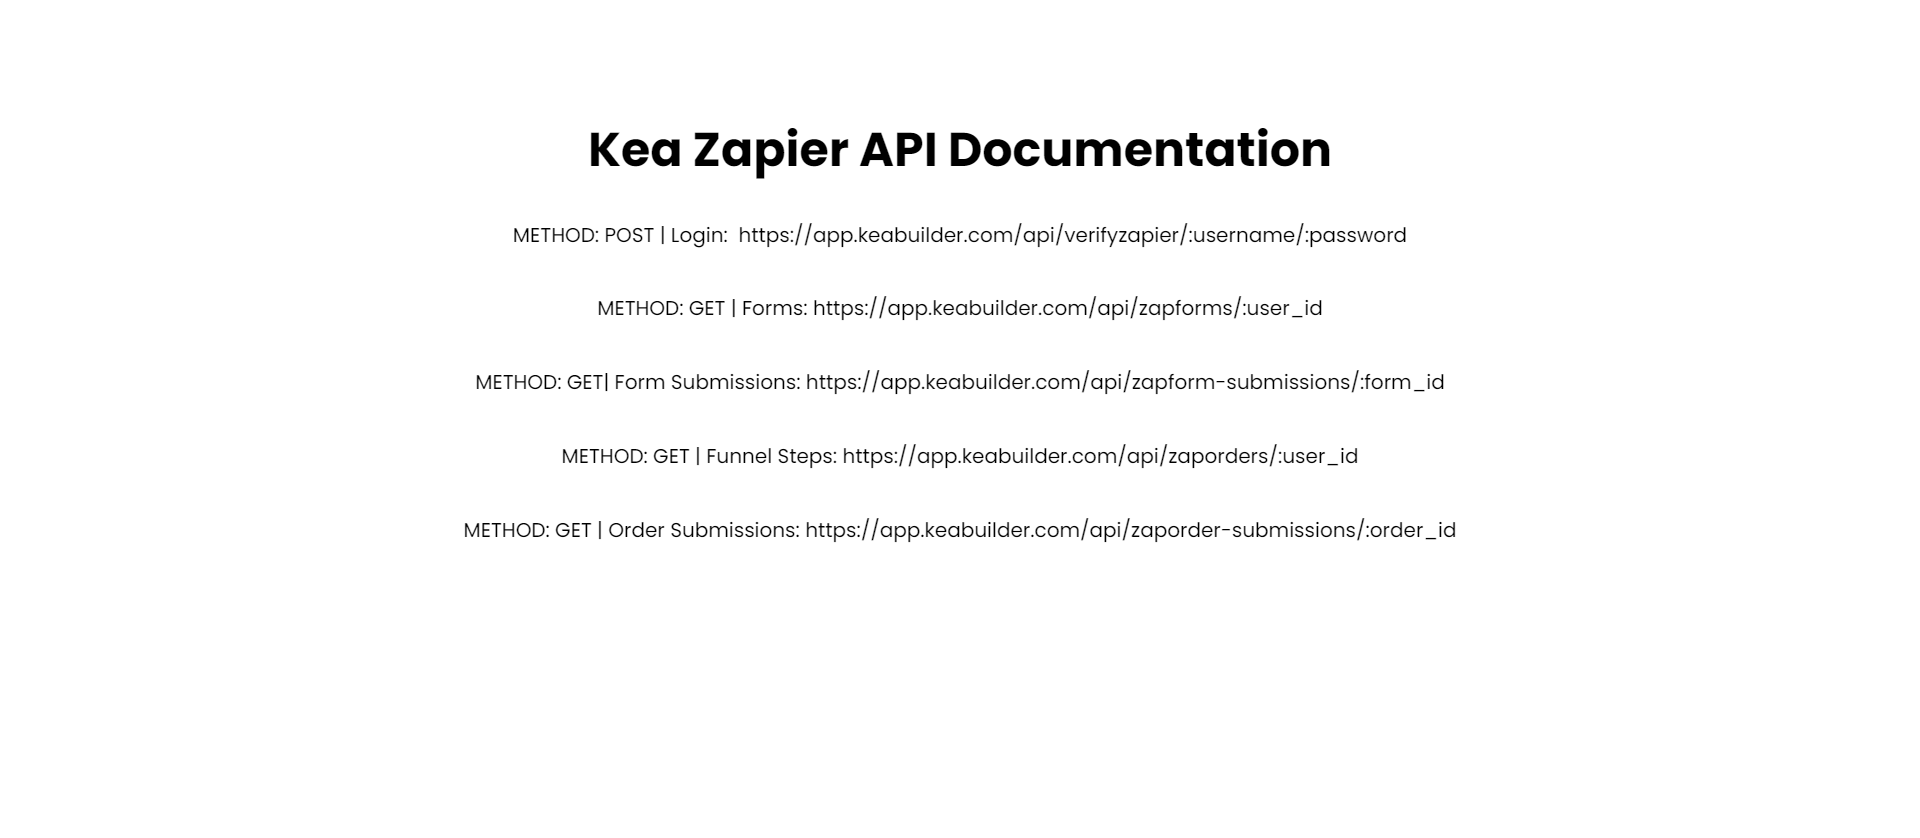 Kea Zapier API Documentation
METHOD: POST | Login:  https://app.keabuilder.com/api/verifyzapier/:username/:password
METHOD: GET | Forms: https://app.keabuilder.com/api/zapforms/:user_id
METHOD: GET| Form Submissions: https://app.keabuilder.com/api/zapform-submissions/:form_id
METHOD: GET | Funnel Steps: https://app.keabuilder.com/api/zaporders/:user_id
METHOD: GET | Order Submissions: https://app.keabuilder.com/api/zaporder-submissions/:order_id